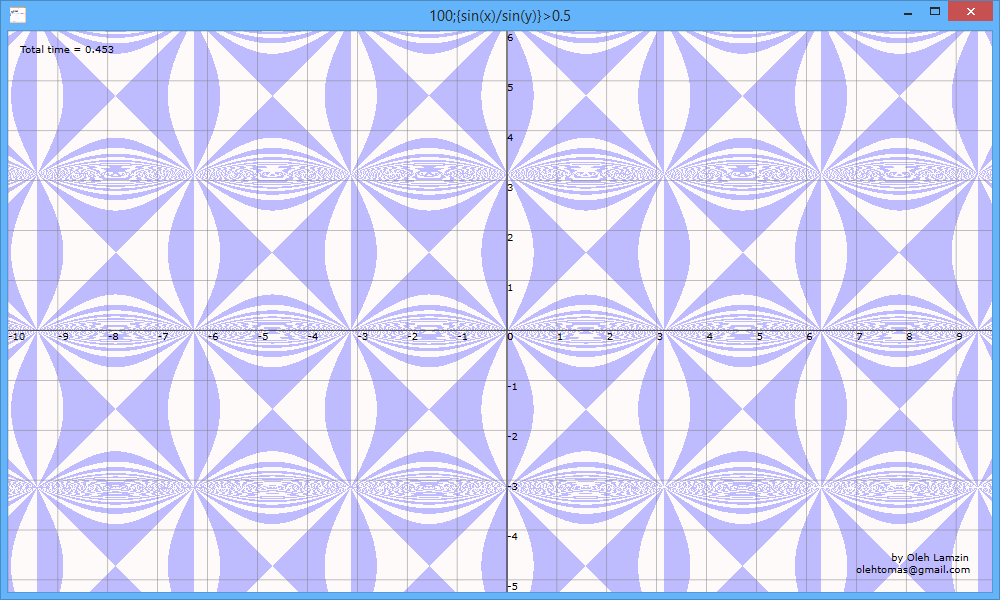 100;{sin(x)/sin(y)}>0.5
Total time = 0.453
6
5
4
3
2
1
-10 -9 -8 -7 -6 -5 -4 -3 -2 -1 0 1 2 3 4 5 6 7 8 9
-1
-2
-3
-4
by Oleh Lamzin
olehtomas@gmail.com
-5